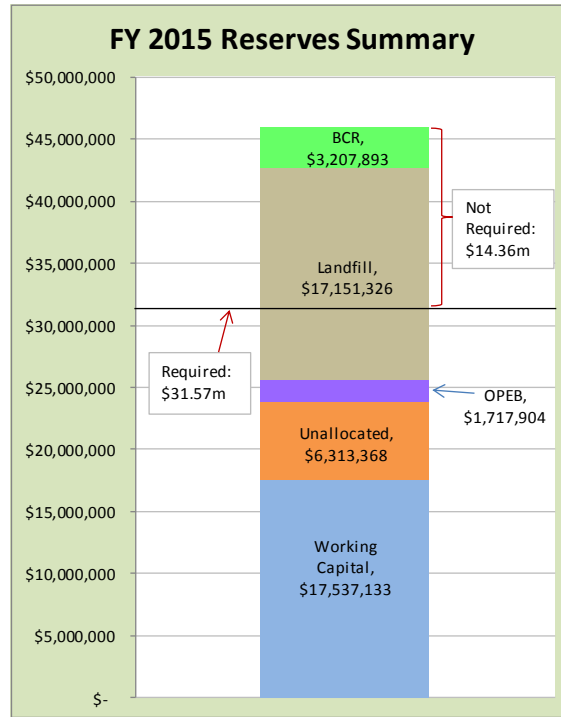 FY 2015 Reserves Summary
$50,000,000
$45,000,000
$40,000,000
$35,000,000
$30,000,000
$25,000,000
$20,000,000
$15,000,000
$10,000,000
$5,000,000
$-
BCR,
$3,207,893
Not
Required:
$14.36m
Landfill,
$17,151,326
Required:
$31.57m
OPEB,
$1,717,904
Unallocated,
$6,313,368
Working
Capital,
$17,537,133